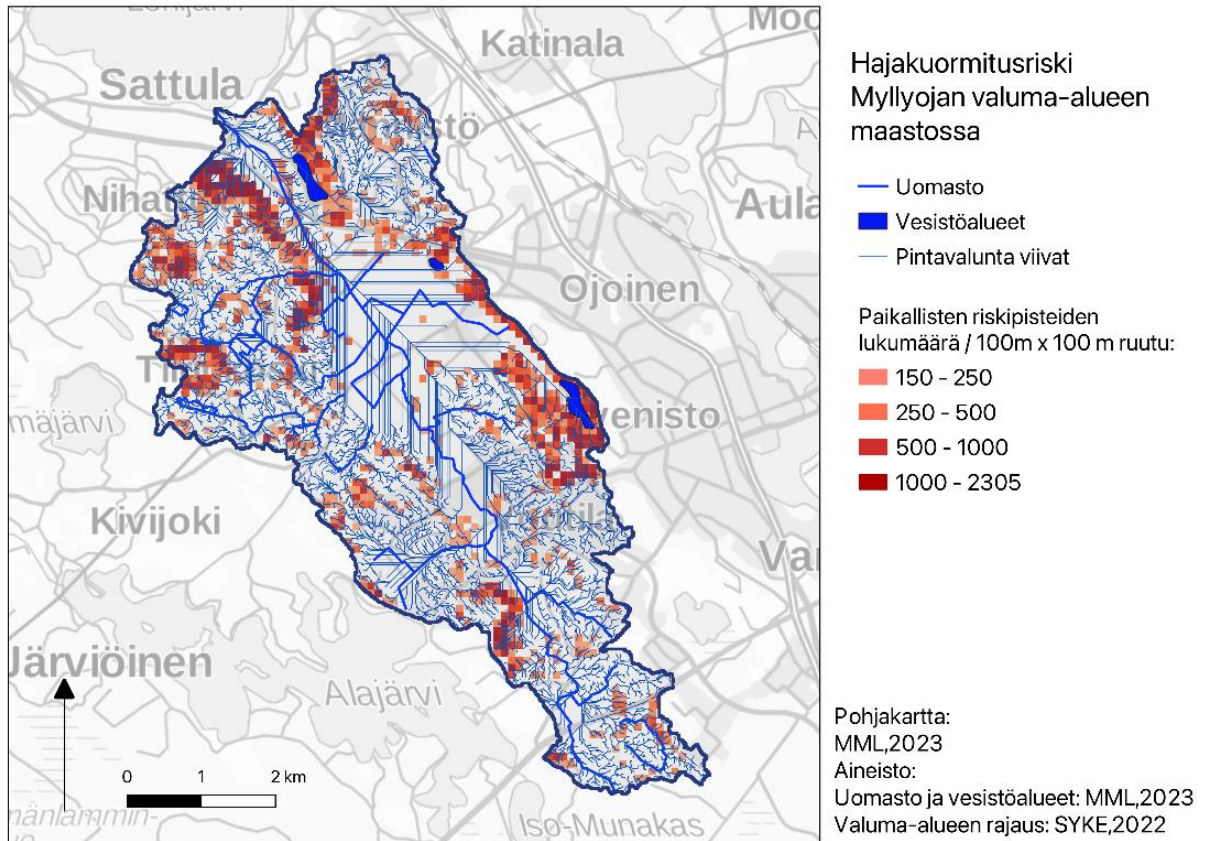 Katinala
Sattula
Aula
Ojoinen
Kivijoki
Järviöinen
Alajärvi
Iso-Munakas
0 1 2 km
Hajakuormitusriski
Myllyojan valuma-alueen
maastossa
Uomasto
Vesistöalueet
Pintavalunta viivat
Paikallisten riskipisteiden
lukumäärä / 100m x 100 m ruutu:
150 - 250
250 - 500
500 - 1000
1000 - 2305
Pohjakartta:
MML,2023
Aineisto:
Uomasto ja vesistöalueet: MML,2023
Valuma-alueen rajaus: SYKE,2022